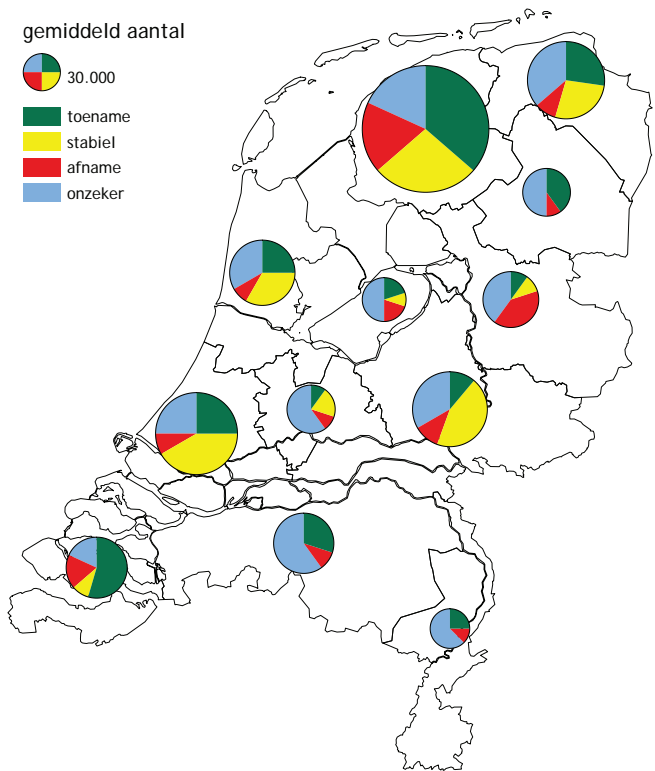 gemiddeld aantal
30.000
toename
stabiel
afname
onzeker